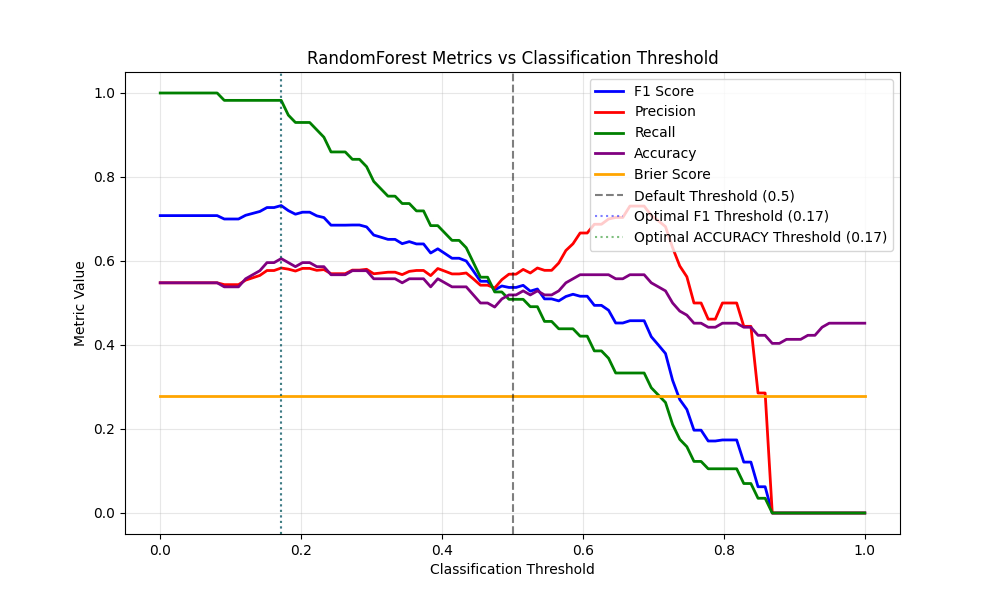 RandomForest Metrics vs Classification Threshold
1.0
0.8
0.6
0.4
0.2
0.0
Metric Value
F1 Score
Precision
Recall
Accuracy
Brier Score
Default Threshold (0.5)
Optimal F1 Threshold (0.17)
Optimal ACCURACY Threshold (0.17)
0.0 0.2 0.4 0.6 0.8 1.0
Classification Threshold